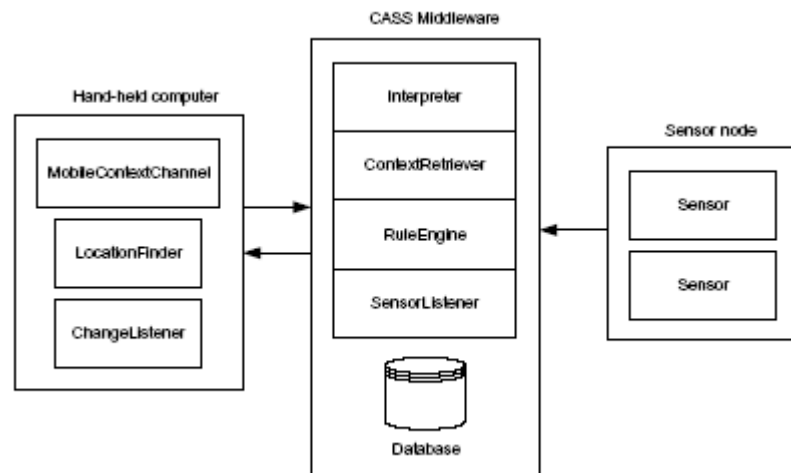 CASS Middleware
Hand-held computer
MobileContextChannel
LocationFinder
ChangeListener
Interpreter
ContextRetriever
RuleEngine
SensorListener
Database
Sensor node
Sensor
Sensor